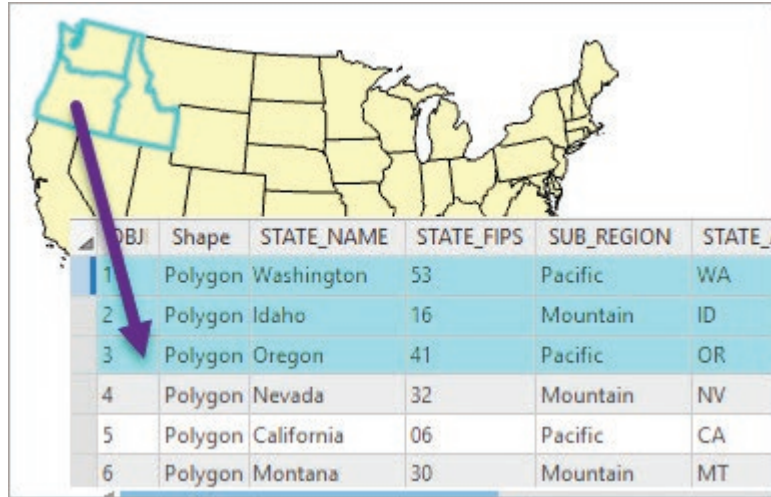 OBJ Shape STATE_NAME STATE_FIPS SUB_REGION STATE_
1 Polygon Washington 53 Pacific WA
2 Polygon Idaho 16 Mountain ID
3 Polygon Oregon 41 Pacific OR
4 Polygon Nevada 32 Mountain NV
5 Polygon California 06 Pacific CA
6 Polygon Montana 30 Mountain MT